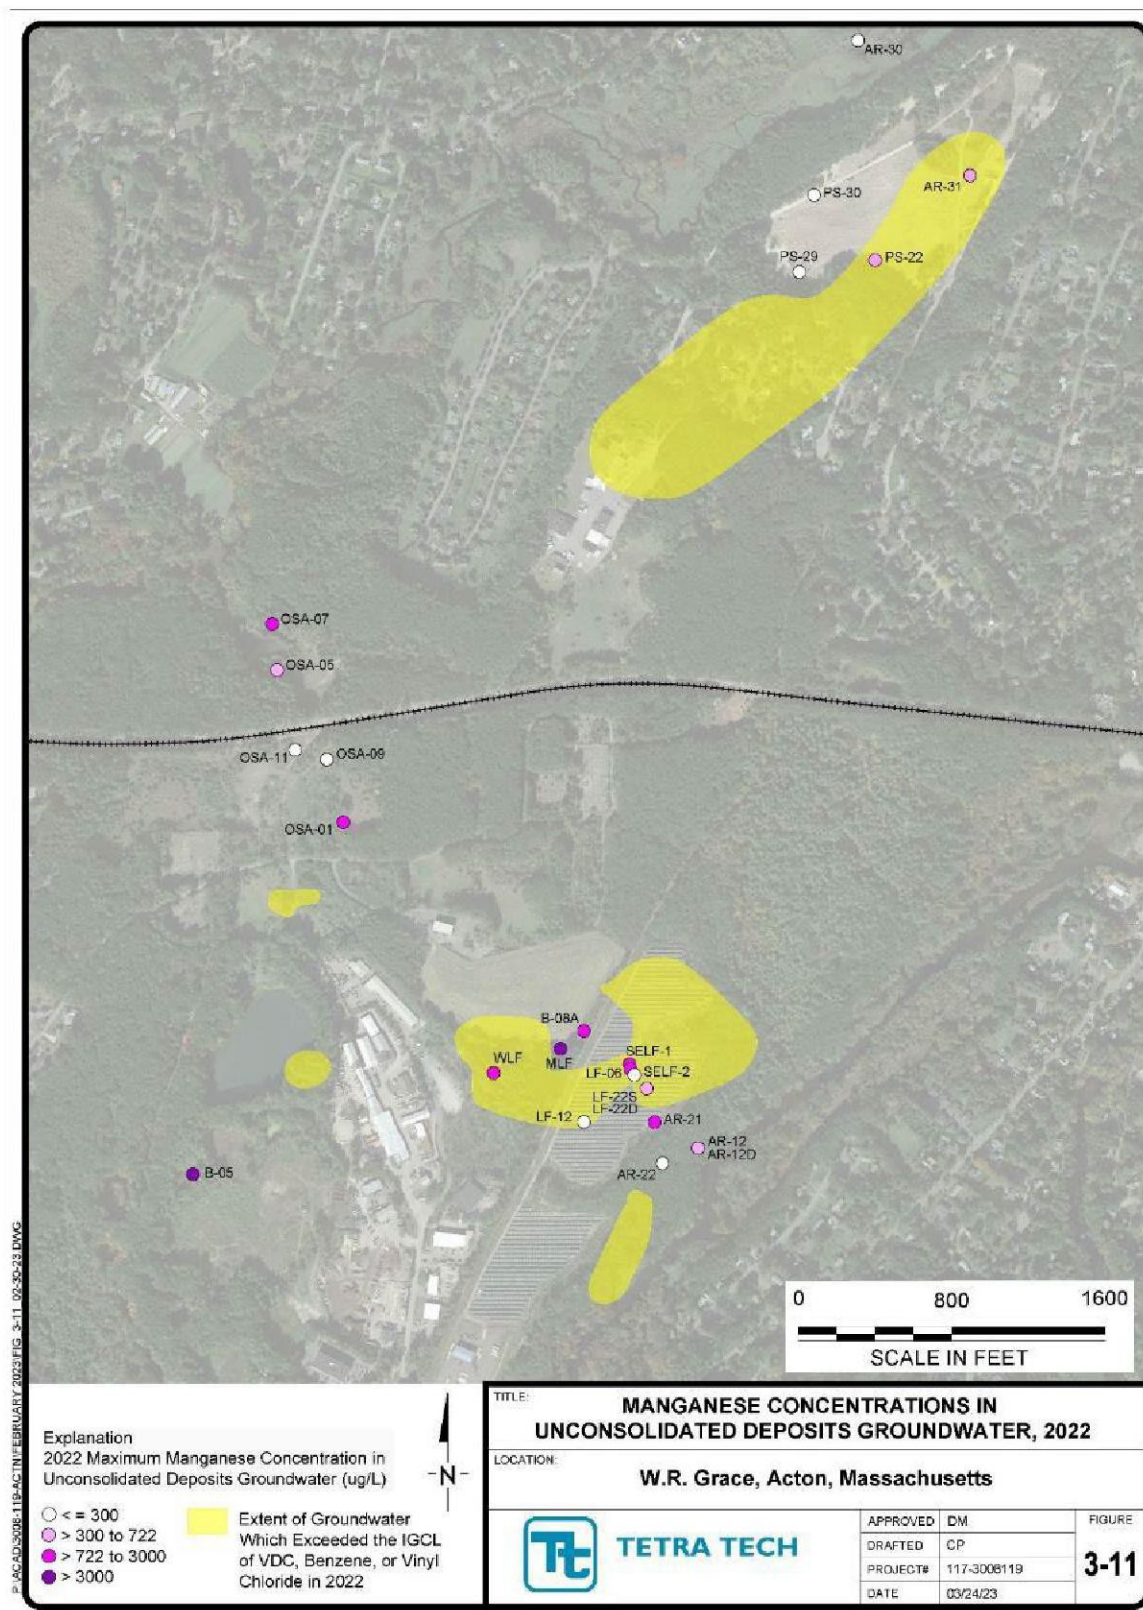 AR-30
AR-31
PS-30
PS-29
PS-22
OSA-07
OSA-05
OSA-11
OSA-09
OSA-01
B-08A
MLF
WLF
SELF-1
LF-06
SELF-2
LF-22S
LF-22D
LF-12
AR-21
AR-12
AR-12D
AR-22
B-05
0 800 1600
SCALE IN FEET
Explanation
2022 Maximum Manganese Concentration in
Unconsolidated Deposits Groundwater (ug/L)
< = 300
> 300 to 722
> 722 to 3000
> 3000
Extent of Groundwater
Which Exceeded the IGCL
of VDC, Benzene, or Vinyl
Chloride in 2022
N
TITLE:
MANGANESE CONCENTRATIONS IN
UNCONSOLIDATED DEPOSITS GROUNDWATER, 2022
LOCATION:
W.R. Grace, Acton, Massachusetts
Tt
TETRA TECH
APPROVED DM
DRAFTED CP
PROJECT# 117-3008119
DATE 03/24/23
FIGURE
3-11